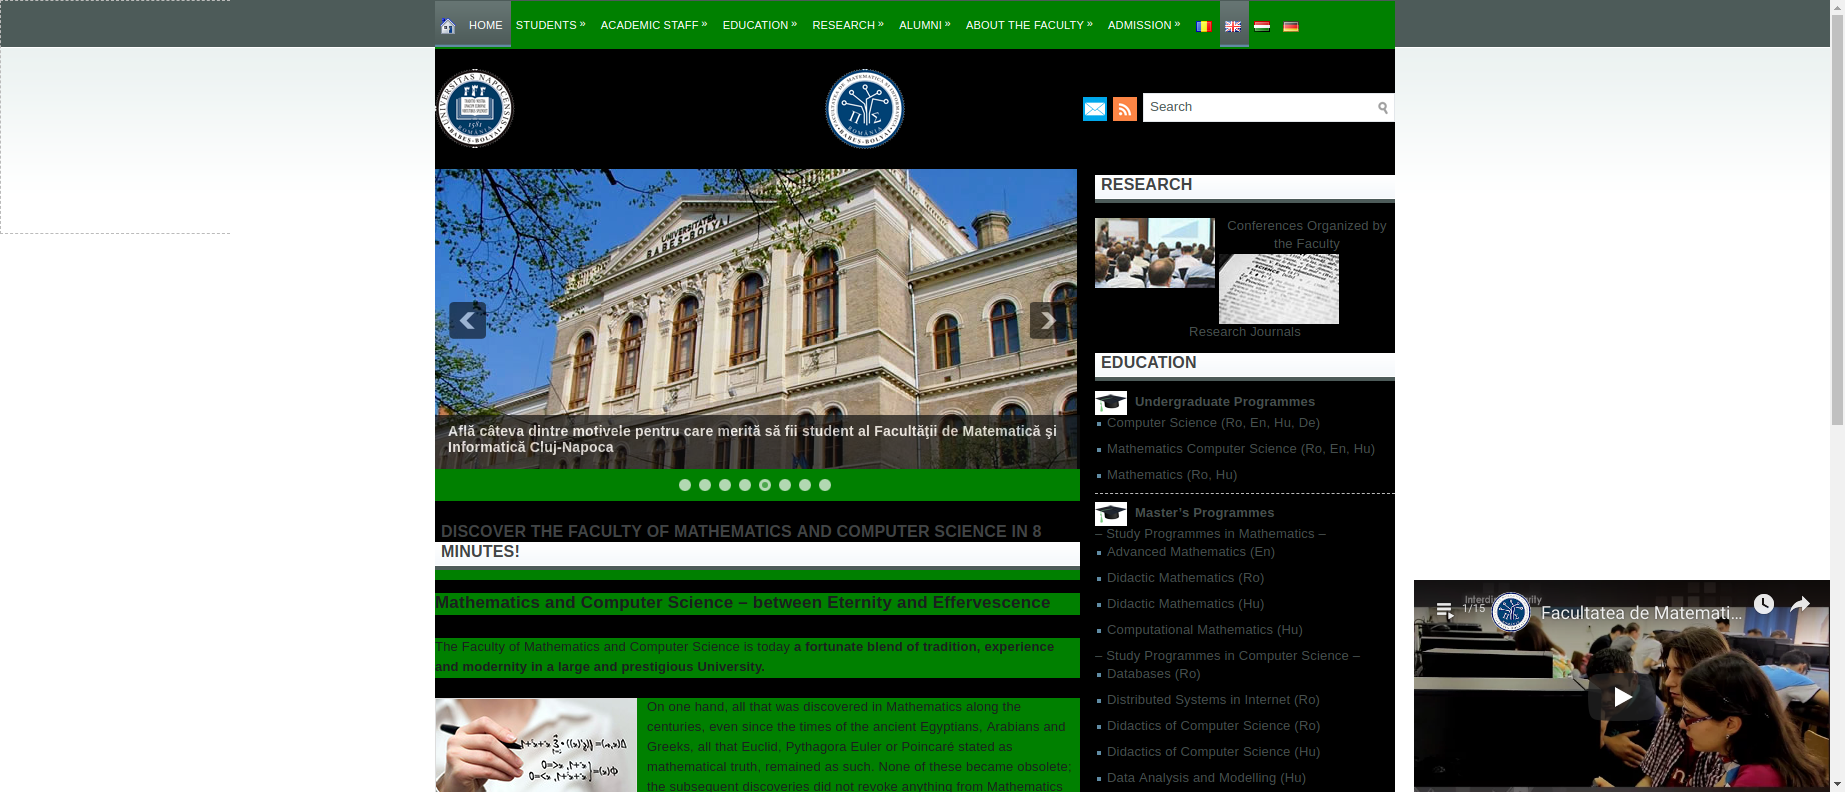 HOME STUDENTS » ACADEMIC STAFF » EDUCATION » RESEARCH » ALUMNI » ABOUT THE FACULTY » ADMISSION »
Search
UNIVERSITATEA
BABEȘ-BOLYAI
Află câteva dintre motivele pentru care merită să fii student al Facultăţii de Matematică şi
Informatică Cluj-Napoca
DISCOVER THE FACULTY OF MATHEMATICS AND COMPUTER SCIENCE IN 8
MINUTES!
Mathematics and Computer Science – between Eternity and Effervescence
The Faculty of Mathematics and Computer Science is today a fortunate blend of tradition, experience
and modernity in a large and prestigious University.
On one hand, all that was discovered in Mathematics along the
centuries, even since the times of the ancient Egyptians, Arabians and
Greeks, all that Euclid, Pythagora Euler or Poincaré stated as
mathematical truth, remained as such. None of these became obsolete;
the subsequent discoveries did not revoke anything from Mathematics
RESEARCH
Conferences Organized by
the Faculty
Research Journals
EDUCATION
Undergraduate Programmes
Computer Science (Ro, En, Hu, De)
Mathematics Computer Science (Ro, En, Hu)
Mathematics (Ro, Hu)
Master’s Programmes
– Study Programmes in Mathematics –
Advanced Mathematics (En)
Didactic Mathematics (Ro)
Didactic Mathematics (Hu)
Computational Mathematics (Hu)
– Study Programmes in Computer Science –
Databases (Ro)
Distributed Systems in Internet (Ro)
Didactics of Computer Science (Ro)
Didactics of Computer Science (Hu)
Data Analysis and Modelling (Hu)
1/15
Facultatea de Matemati...